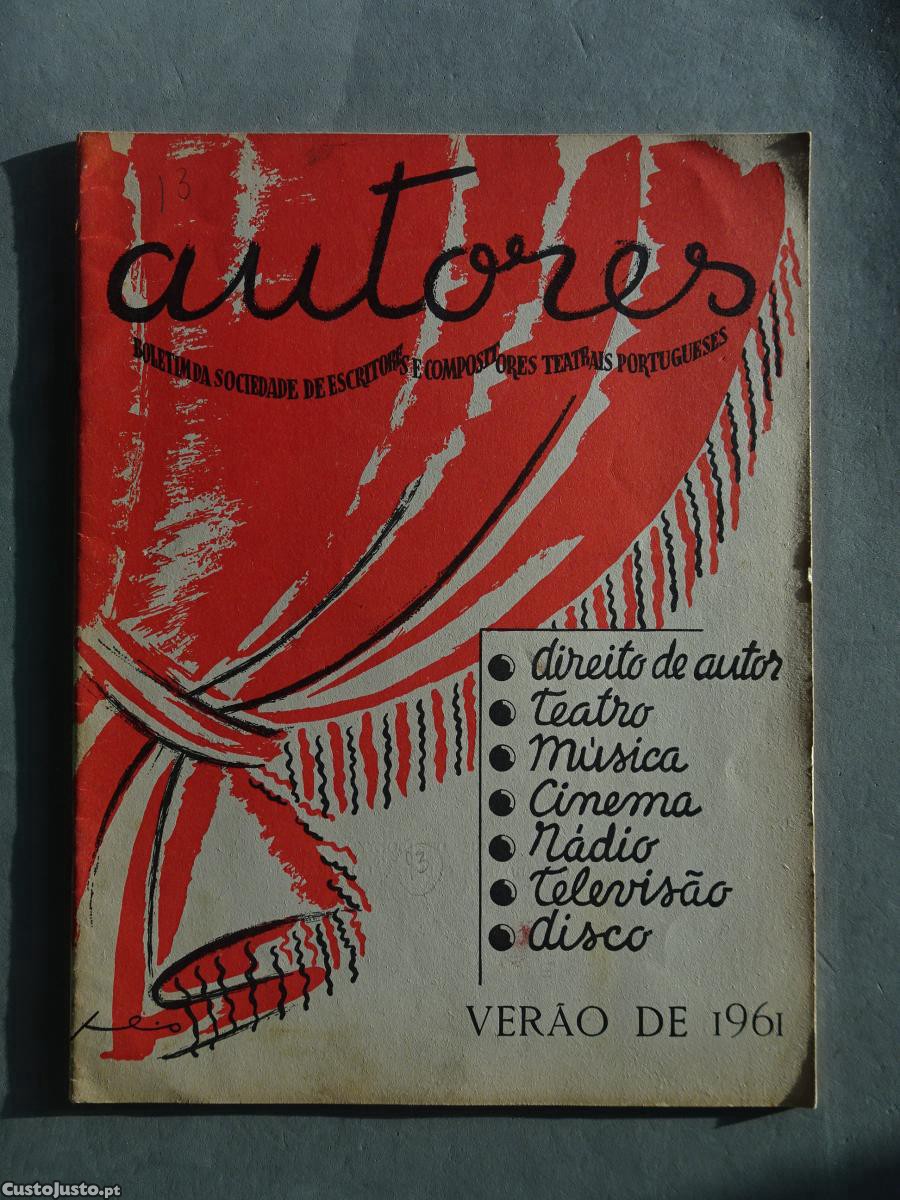 13
autores
BOLETIM DA SOCIEDADE DE ESCRITORES E COMPOSITORES TEATRAIS PORTUGUESES
direito de autor
Teatro
Música
Cinema
Rádio
Televisão
disco
13
VERÃO DE 1961
CustoJusto.pt